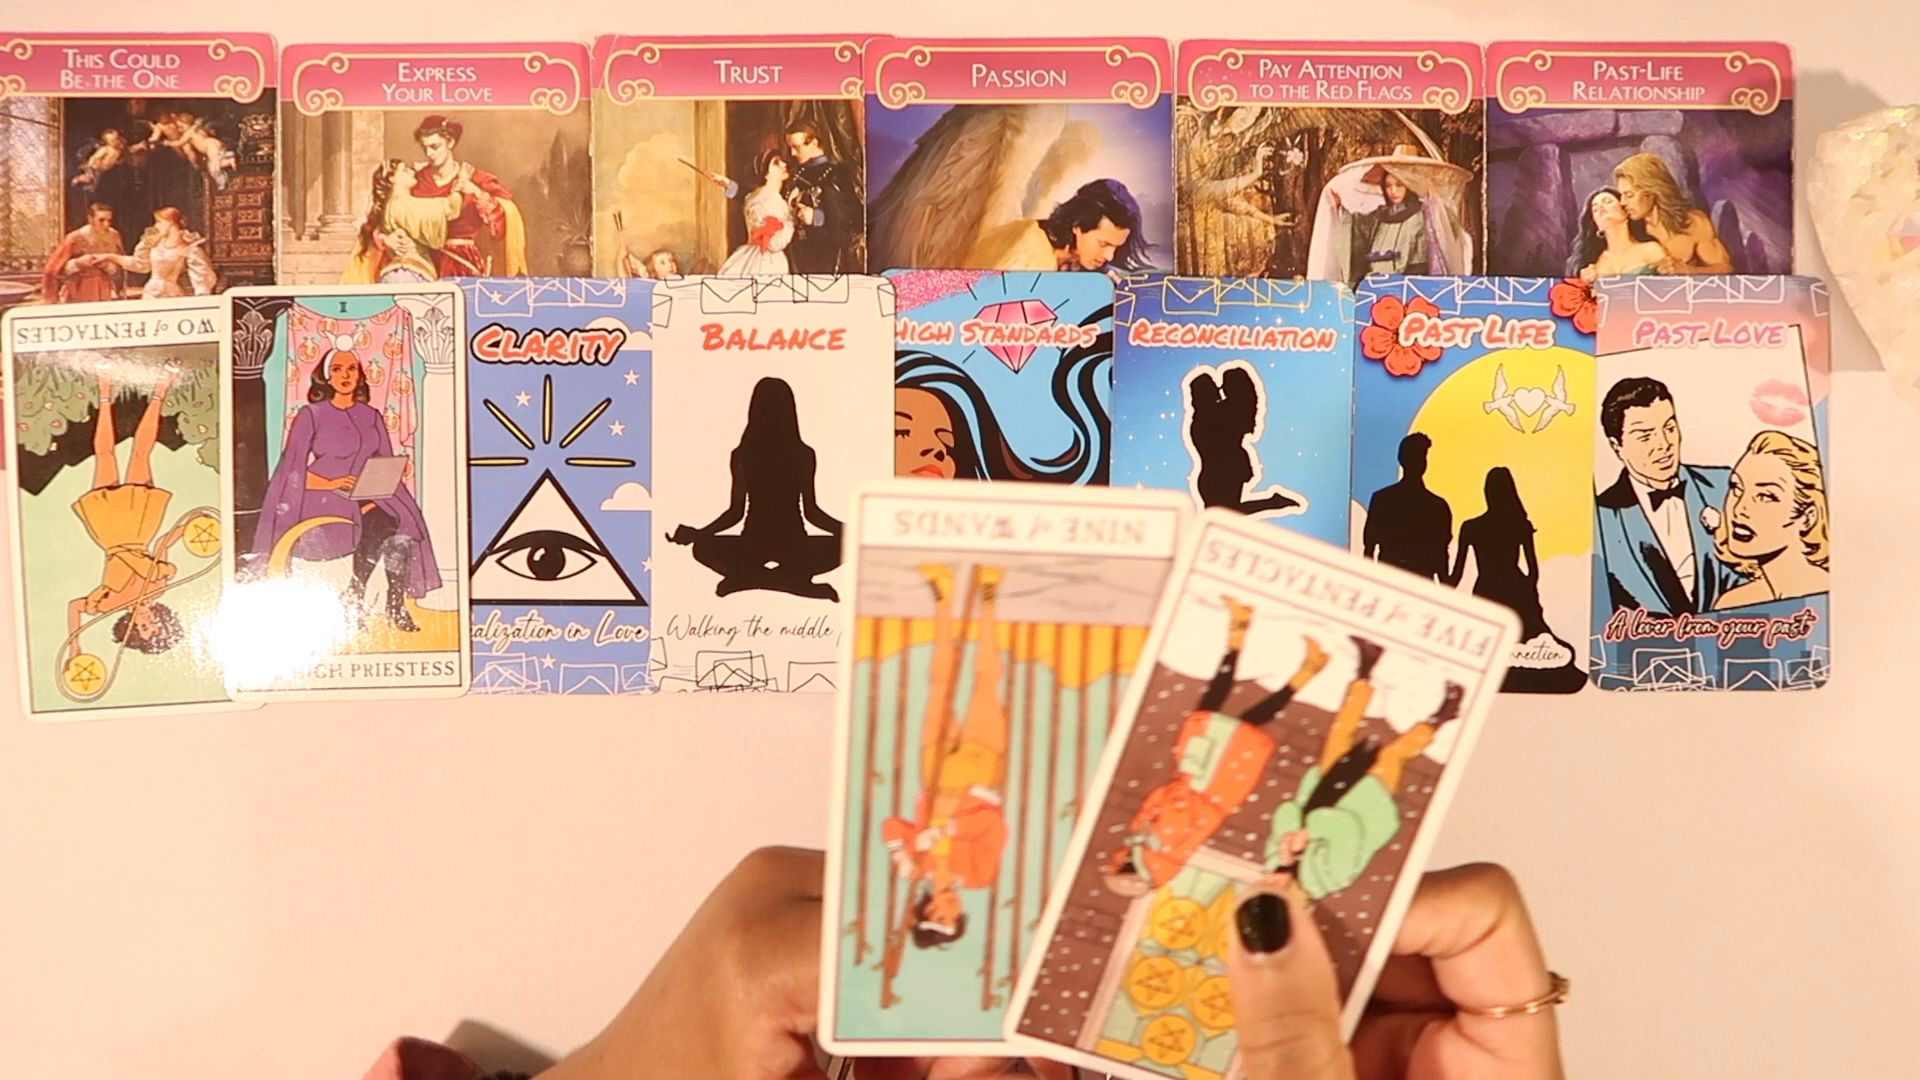 THIS COULD
BE THE ONE
EXPRESS
YOUR LOVE
TRUST
PASSION
PAY ATTENTION
TO THE RED FLAGS
PAST-LIFE
RELATIONSHIP
TWO of PENTACLES
I
HIGH PRIESTESS
CLARITY
alization in Love
BALANCE
Walking the middle
HIGH STANDARDS
RECONCILIATION
PAST LIFE
nnection
PAST LOVE
A lover from your past
NINE of WANDS
FIVE of PENTACLES